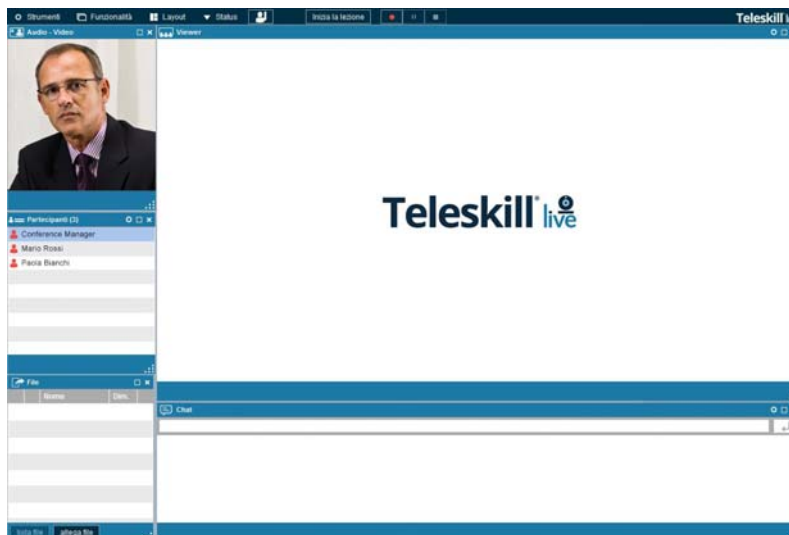 Strumenti Funzionalità Layout Status Inizia la lezione Teleskill
Audio - Video Viewer
Teleskill live
Partecipanti (3)
Conference Manager
Mario Rossi
Paola Bianchi
File
Nome Dim.
Chat
lista file allega file